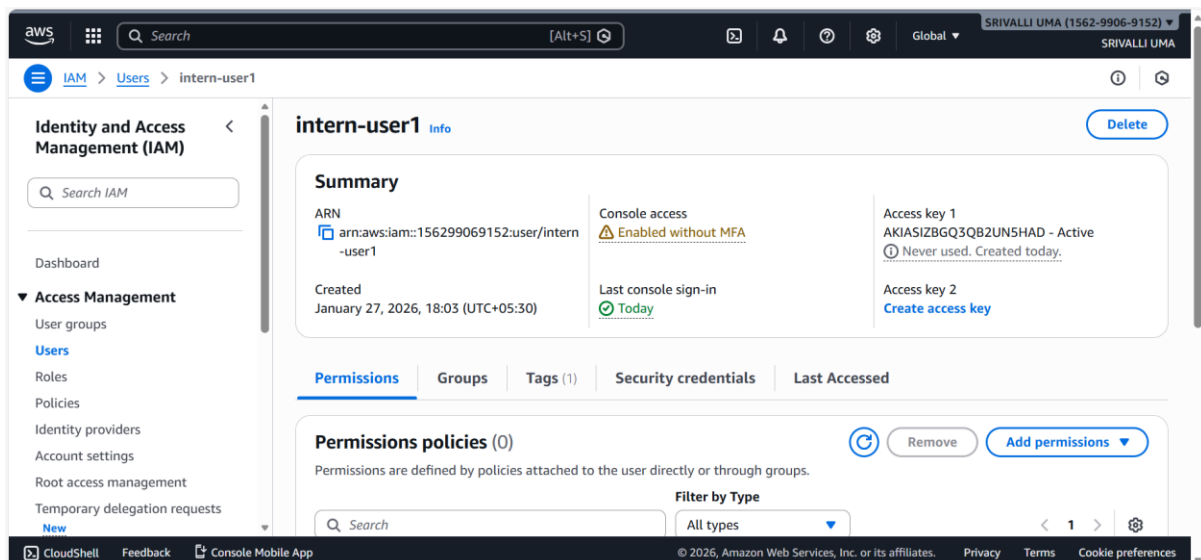 aws
Search
[Alt+S]
Global
SRIVALLI UMA (1562-9906-9152)
SRIVALLI UMA
IAM > Users > intern-user1
Identity and Access
Management (IAM)
Search IAM
Dashboard
Access Management
User groups
Users
Roles
Policies
Identity providers
Account settings
Root access management
Temporary delegation requests
New
intern-user1 Info
Delete
Summary
ARN
arn:aws:iam::156299069152:user/intern
-user1
Console access
Enabled without MFA
Access key 1
AKIASIZBGQ3QB2UN5HAD - Active
Never used. Created today.
Created
January 27, 2026, 18:03 (UTC+05:30)
Last console sign-in
Today
Access key 2
Create access key
Permissions Groups Tags (1) Security credentials Last Accessed
Permissions policies (0)
Remove
Add permissions
Permissions are defined by policies attached to the user directly or through groups.
Filter by Type
Search
All types
1
CloudShell Feedback Console Mobile App
© 2026, Amazon Web Services, Inc. or its affiliates. Privacy Terms Cookie preferences